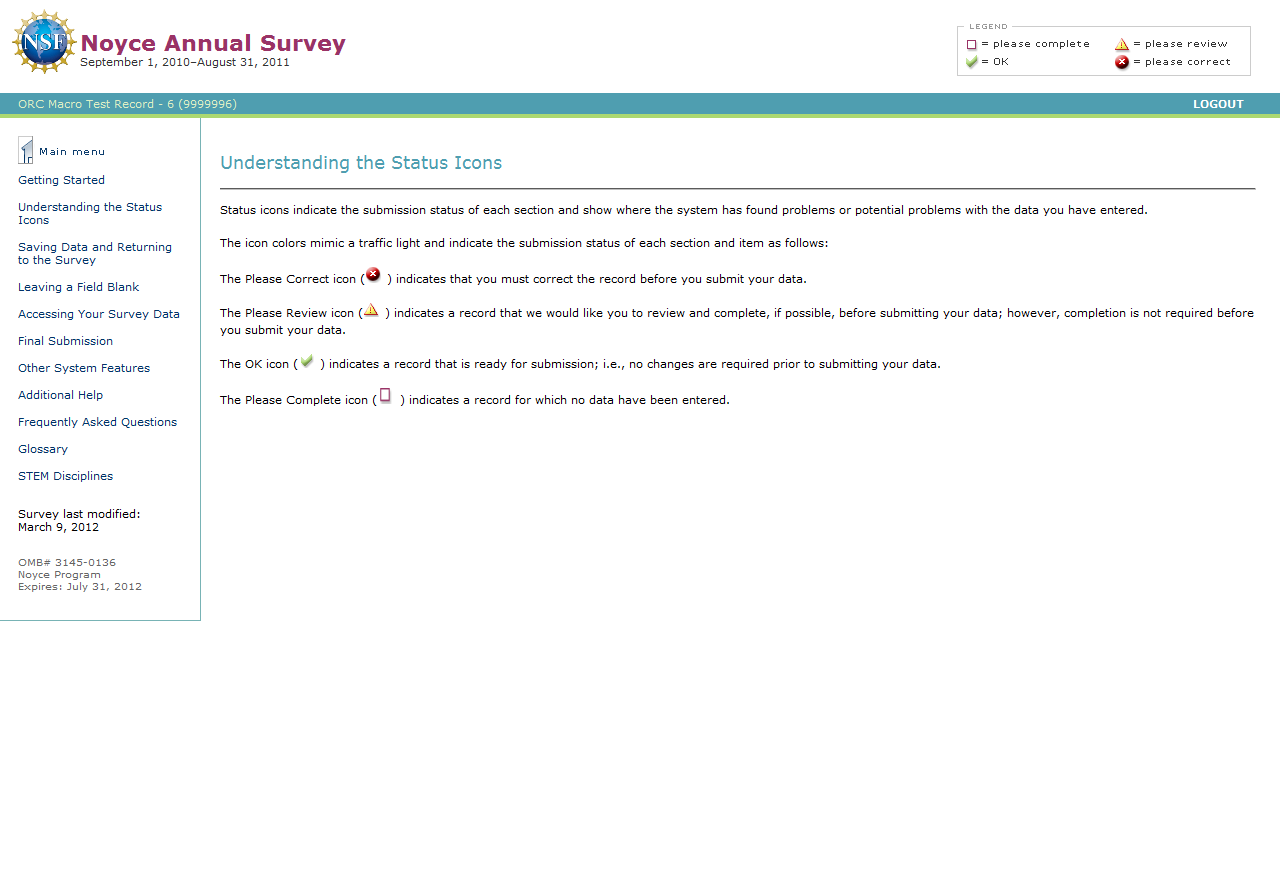 NSF
Noyce Annual Survey
September 1, 2010–August 31, 2011
LEGEND
= please complete
= please review
= OK
= please correct
ORC Macro Test Record - 6 (9999996)
LOGOUT
Main menu
Getting Started
Understanding the Status
Icons
Saving Data and Returning
to the Survey
Leaving a Field Blank
Accessing Your Survey Data
Final Submission
Other System Features
Additional Help
Frequently Asked Questions
Glossary
STEM Disciplines
Survey last modified:
March 9, 2012
OMB# 3145-0136
Noyce Program
Expires: July 31, 2012
Understanding the Status Icons
Status icons indicate the submission status of each section and show where the system has found problems or potential problems with the data you have entered.
The icon colors mimic a traffic light and indicate the submission status of each section and item as follows:
The Please Correct icon ( ) indicates that you must correct the record before you submit your data.
The Please Review icon ( ) indicates a record that we would like you to review and complete, if possible, before submitting your data; however, completion is not required before
you submit your data.
The OK icon ( ) indicates a record that is ready for submission; i.e., no changes are required prior to submitting your data.
The Please Complete icon ( ) indicates a record for which no data have been entered.